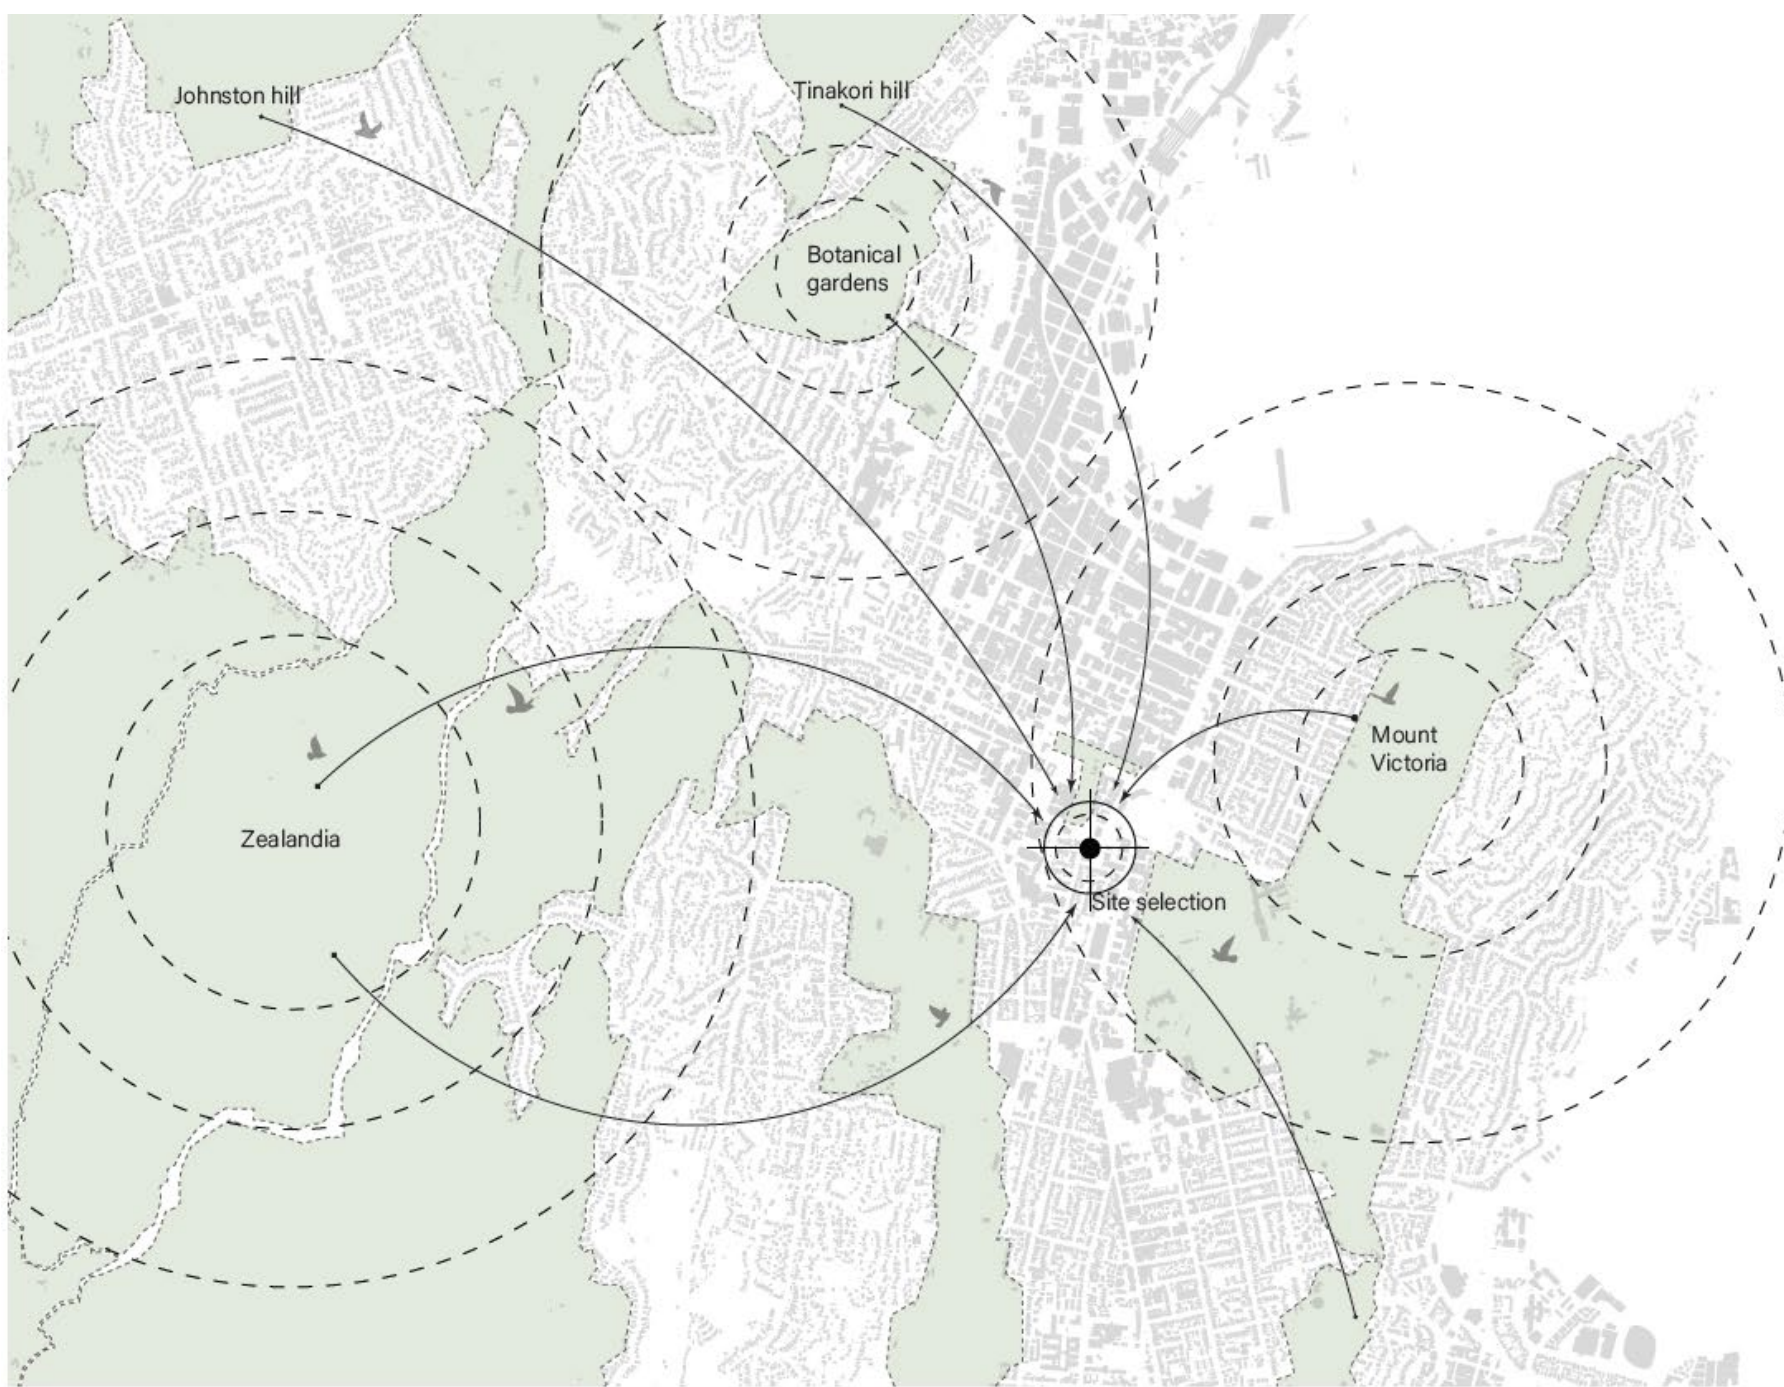 Johnston hill
Tinakori hill
Botanical
gardens
Mount
Victoria
Zealandia
Site selection